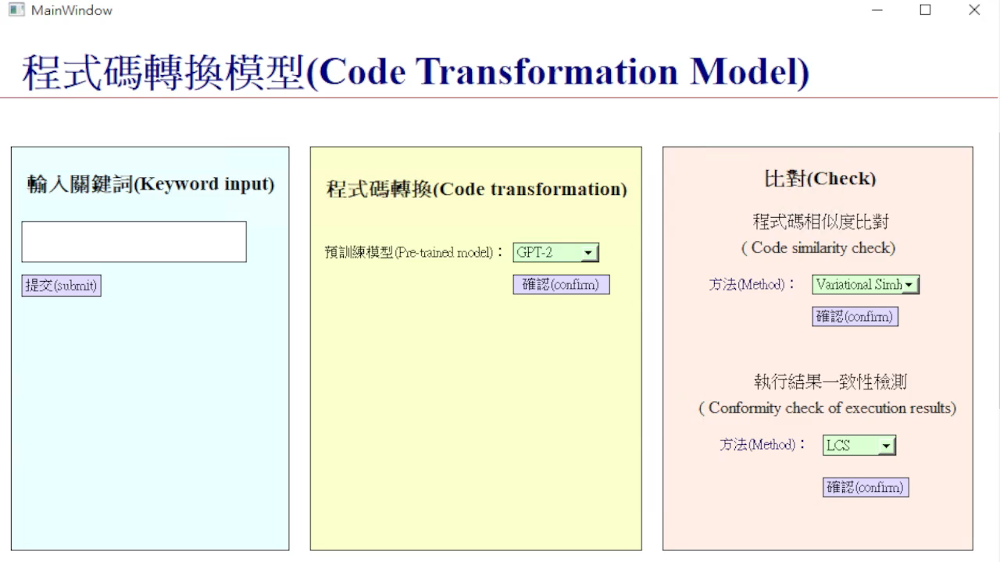 MainWindow
程式碼轉換模型(Code Transformation Model)
輸入關鍵詞(Keyword input)
提交(submit)
程式碼轉換(Code transformation)
預訓練模型(Pre-trained model)： GPT-2
確認(confirm)
比對(Check)
程式碼相似度比對
( Code similarity check)
方法(Method)： Variational Simh
確認(confirm)
執行結果一致性檢測
( Conformity check of execution results)
方法(Method)： LCS
確認(confirm)